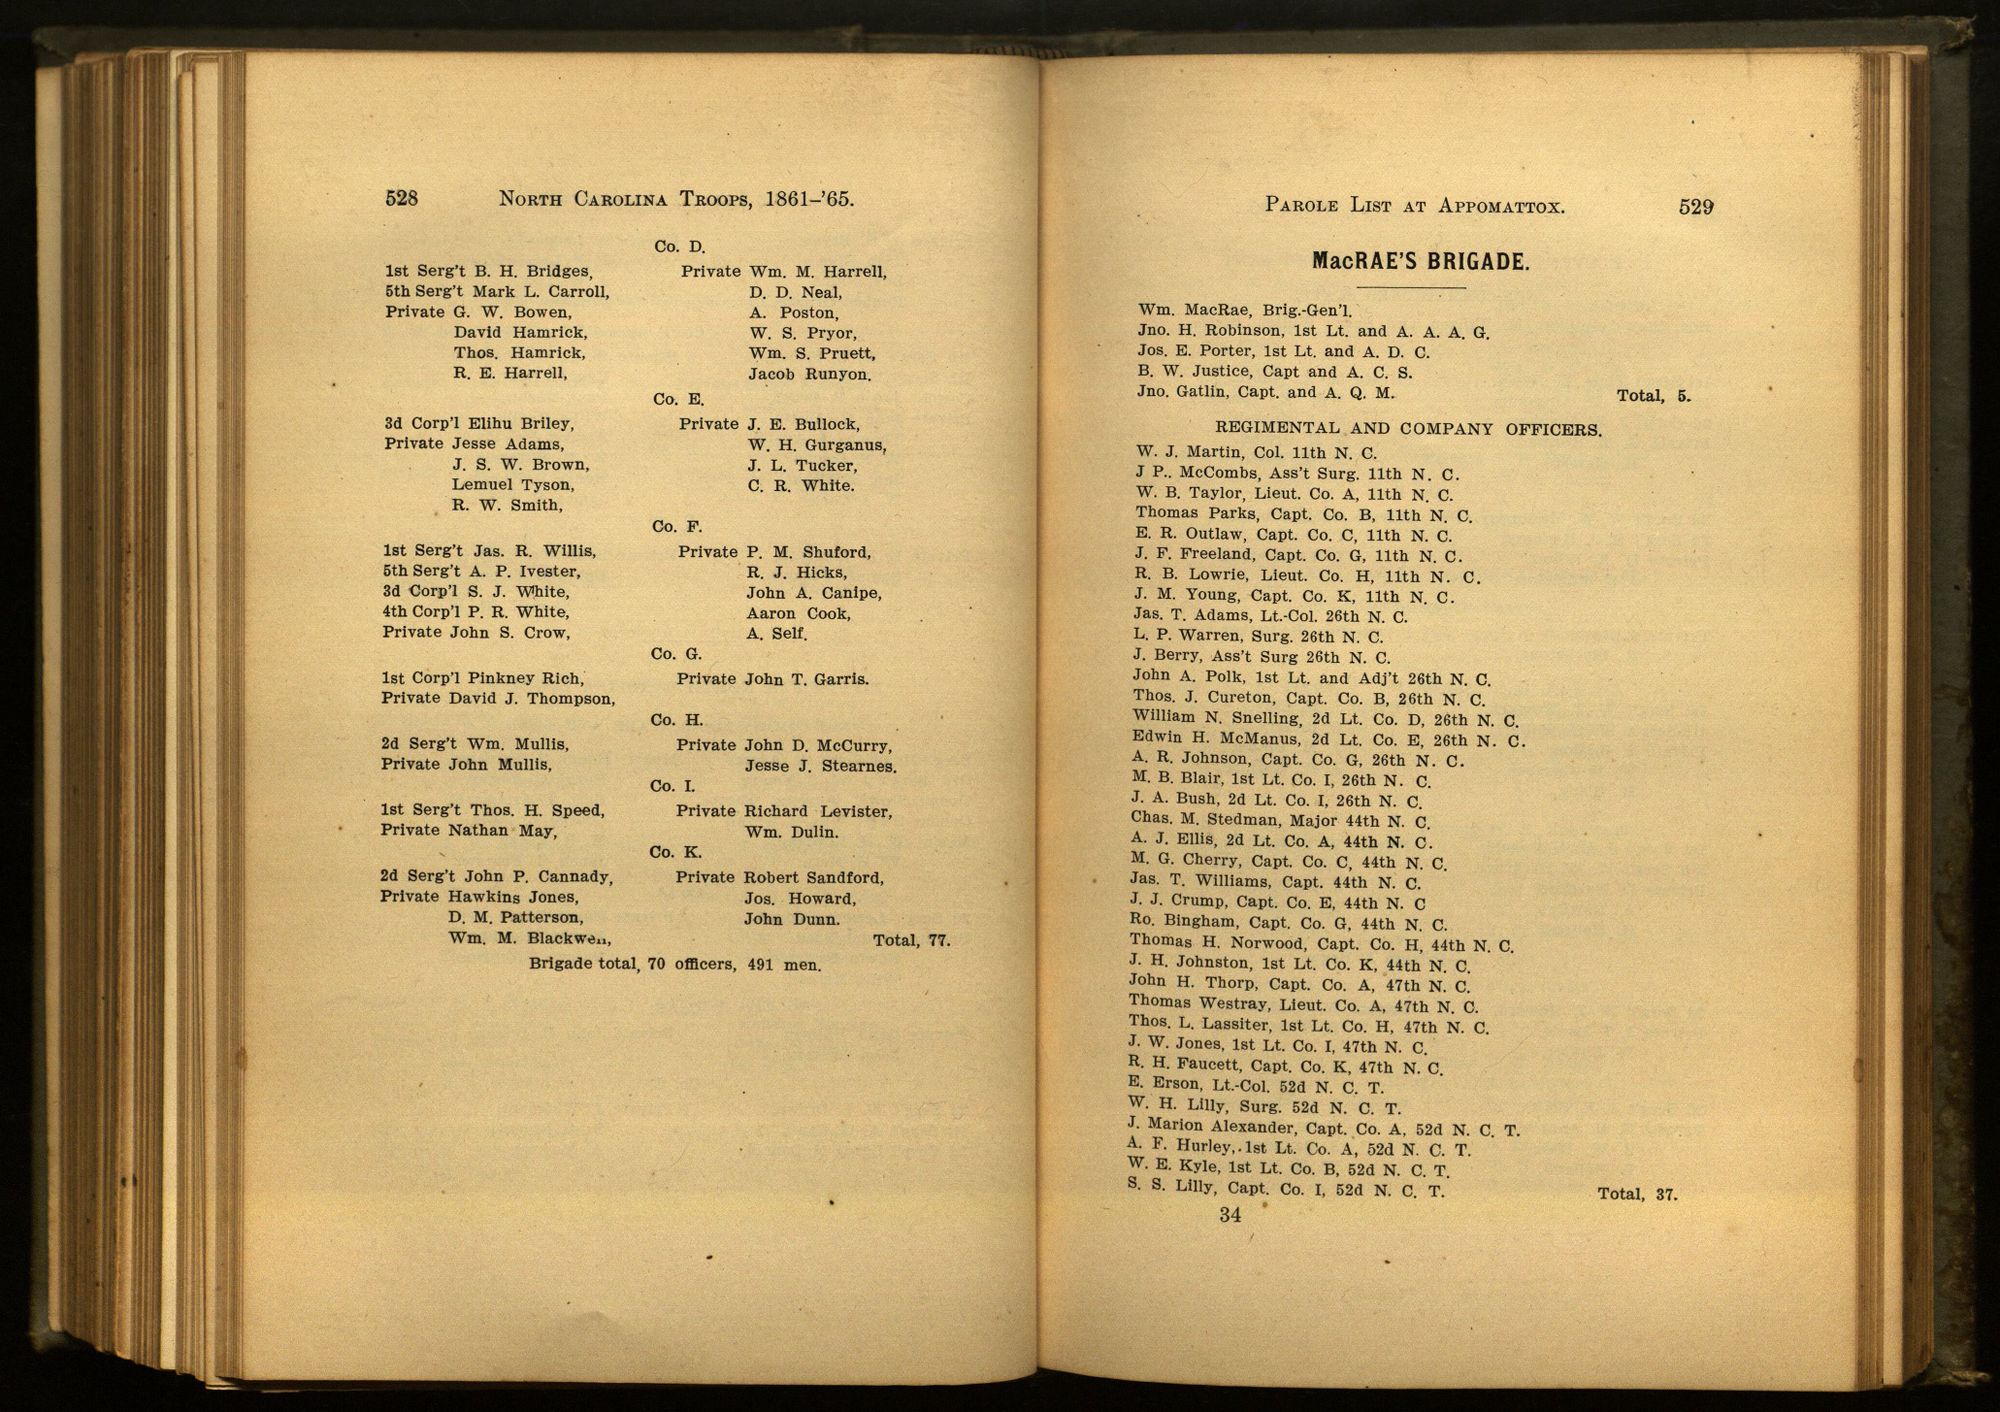 528 NORTH CAROLINA TROOPS, 1861-'65.
Co. D.
1st Serg't B. H. Bridges,
5th Serg't Mark L. Carroll,
Private G. W. Bowen,
David Hamrick,
Thos. Hamrick,
R. E. Harrell,
Private Wm. M. Harrell,
D. D. Neal,
A. Poston,
W. S. Pryor,
Wm. S. Pruett,
Jacob Runyon.
Co. E.
3d Corp'l Elihu Briley,
Private Jesse Adams,
J. S. W. Brown,
Lemuel Tyson,
R. W. Smith,
Private J. E. Bullock,
W. H. Gurganus,
J. L. Tucker,
C. R. White.
Co. F.
1st Serg't Jas. R. Willis,
5th Serg't A. P. Ivester,
3d Corp'l S. J. White,
4th Corp'l P. R. White,
Private John S. Crow,
Private P. M. Shuford,
R. J. Hicks,
John A. Canipe,
Aaron Cook,
A. Self.
Co. G.
1st Corp'l Pinkney Rich,
Private David J. Thompson,
Private John T. Garris.
Co. H.
2d Serg't Wm. Mullis,
Private John Mullis,
Private John D. McCurry,
Jesse J. Stearnes.
Co. I.
1st Serg't Thos. H. Speed,
Private Nathan May,
Private Richard Levister,
Wm. Dulin.
Co. K.
2d Serg't John P. Cannady,
Private Hawkins Jones,
D. M. Patterson,
Wm. M. Blackwell,
Private Robert Sandford,
Jos. Howard,
John Dunn.
Total, 77.
Brigade total, 70 officers, 491 men.
PAROLE LIST AT APPOMATTOX. 529
MacRAE'S BRIGADE.
Wm. MacRae, Brig.-Gen'l.
Jno. H. Robinson, 1st Lt. and A. A. A. G.
Jos. E. Porter, 1st Lt. and A. D. C.
B. W. Justice, Capt and A. C. S.
Jno. Gatlin, Capt. and A. Q. M. Total, 5.
REGIMENTAL AND COMPANY OFFICERS.
W. J. Martin, Col. 11th N. C.
J P.. McCombs, Ass't Surg. 11th N. C.
W. B. Taylor, Lieut. Co. A, 11th N. C.
Thomas Parks, Capt. Co. B, 11th N. C.
E. R. Outlaw, Capt. Co. C, 11th N. C.
J. F. Freeland, Capt. Co. G, 11th N. C.
R. B. Lowrie, Lieut. Co. H, 11th N. C.
J. M. Young, Capt. Co. K, 11th N. C.
Jas. T. Adams, Lt.-Col. 26th N. C.
L. P. Warren, Surg. 26th N. C.
J. Berry, Ass't Surg 26th N. C.
John A. Polk, 1st Lt. and Adj't 26th N. C.
Thos. J. Cureton, Capt. Co. B, 26th N. C.
William N. Snelling, 2d Lt. Co. D, 26th N. C.
Edwin H. McManus, 2d Lt. Co. E, 26th N. C.
A. R. Johnson, Capt. Co. G, 26th N. C.
M. B. Blair, 1st Lt. Co. I, 26th N. C.
J. A. Bush, 2d Lt. Co. I, 26th N. C.
Chas. M. Stedman, Major 44th N. C.
A. J. Ellis, 2d Lt. Co. A, 44th N. C.
M. G. Cherry, Capt. Co. C, 44th N. C.
Jas. T. Williams, Capt. 44th N. C.
J. J. Crump, Capt. Co. E, 44th N. C
Ro. Bingham, Capt. Co. G, 44th N. C.
Thomas H. Norwood, Capt. Co. H, 44th N. C.
J. H. Johnston, 1st Lt. Co. K, 44th N. C.
John H. Thorp, Capt. Co. A, 47th N. C.
Thomas Westray, Lieut. Co. A, 47th N. C.
Thos. L. Lassiter, 1st Lt. Co. H, 47th N. C.
J. W. Jones, 1st Lt. Co. I, 47th N. C.
R. H. Faucett, Capt. Co. K, 47th N. C.
E. Erson, Lt.-Col. 52d N. C. T.
W. H. Lilly, Surg. 52d N. C. T.
J. Marion Alexander, Capt. Co. A, 52d N. C. T.
A. F. Hurley, 1st Lt. Co. A, 52d N. C. T.
W. E. Kyle, 1st Lt. Co. B, 52d N. C. T.
S. S. Lilly, Capt. Co. I, 52d N. C. T. Total, 37.
34